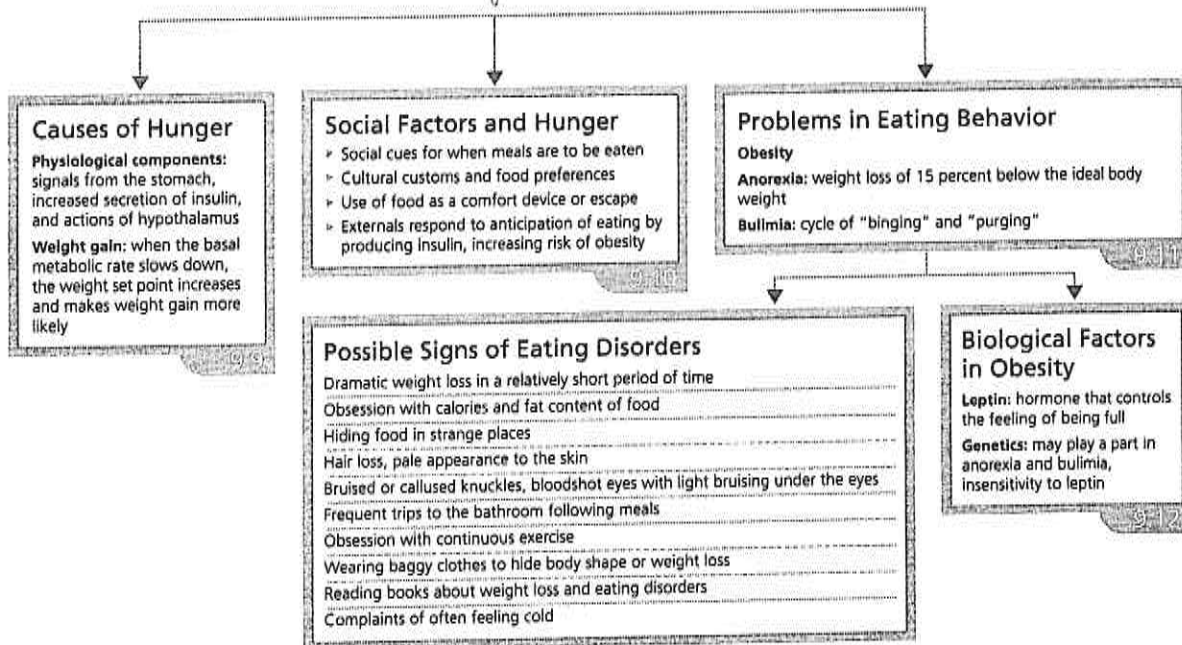 Causes of Hunger
Physiological components:
signals from the stomach,
increased secretion of insulin,
and actions of hypothalamus
Weight gain: when the basal
metabolic rate slows down,
the weight set point increases
and makes weight gain more
likely
9.9
Social Factors and Hunger
▸ Social cues for when meals are to be eaten
▸ Cultural customs and food preferences
▸ Use of food as a comfort device or escape
▸ Externals respond to anticipation of eating by
producing insulin, increasing risk of obesity
9.10
Problems in Eating Behavior
Obesity
Anorexia: weight loss of 15 percent below the ideal body
weight
Bulimia: cycle of "binging" and "purging"
9.11
Possible Signs of Eating Disorders
Dramatic weight loss in a relatively short period of time
Obsession with calories and fat content of food
Hiding food in strange places
Hair loss, pale appearance to the skin
Bruised or callused knuckles, bloodshot eyes with light bruising under the eyes
Frequent trips to the bathroom following meals
Obsession with continuous exercise
Wearing baggy clothes to hide body shape or weight loss
Reading books about weight loss and eating disorders
Complaints of often feeling cold
Biological Factors
in Obesity
Leptin: hormone that controls
the feeling of being full
Genetics: may play a part in
anorexia and bulimia,
insensitivity to leptin
9.12